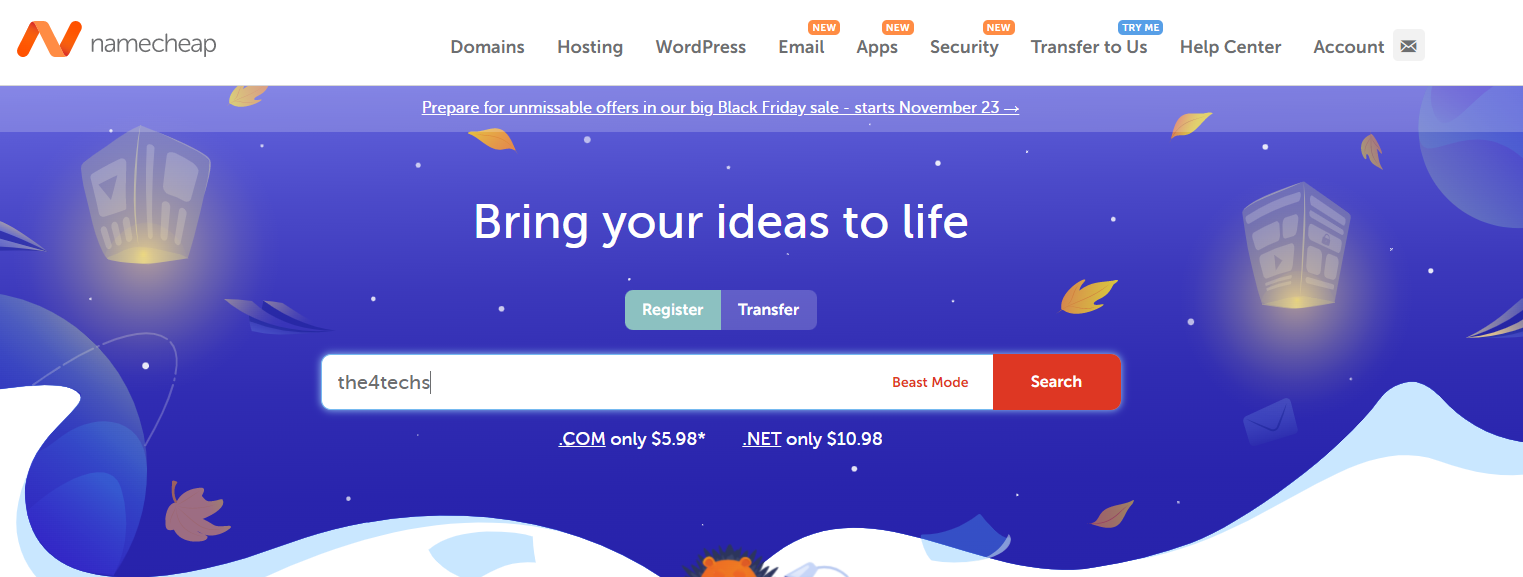 namecheap
Domains Hosting WordPress Email NEW Apps NEW Security NEW Transfer to Us TRY ME Help Center Account
Prepare for unmissable offers in our big Black Friday sale - starts November 23 →
Bring your ideas to life
Register Transfer
the4techs Beast Mode Search
.COM only $5.98* .NET only $10.98